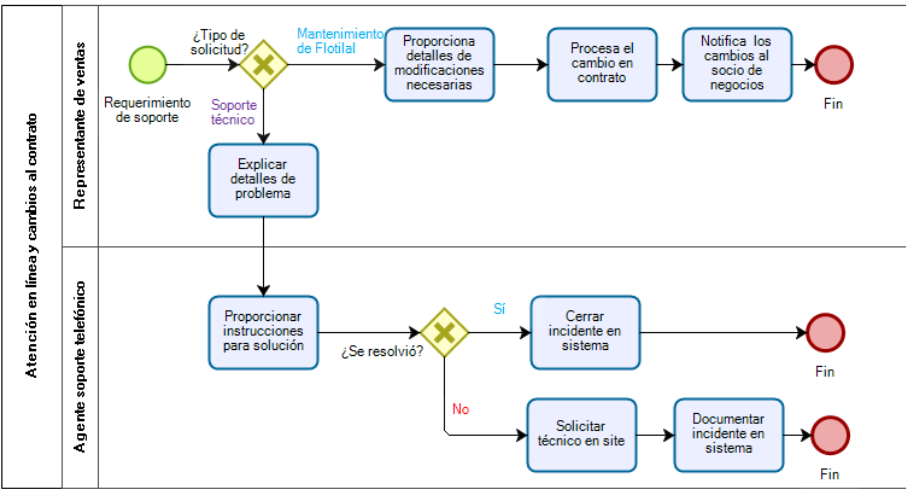 Atención en línea y cambios al contrato
Representante de ventas
¿Tipo de
solicitud?
Requerimiento
de soporte
Mantenimiento
de Flotilal
Soporte
técnico
Proporciona
detalles de
modificaciones
necesarias
Procesa el
cambio en
contrato
Notifica los
cambios al
socio de
negocios
Fin
Explicar
detalles de
problema
Agente soporte telefónico
Proporcionar
instrucciones
para solución
¿Se resolvió?
Sí
Cerrar
incidente en
sistema
Fin
No
Solicitar
técnico en site
Documentar
incidente en
sistema
Fin